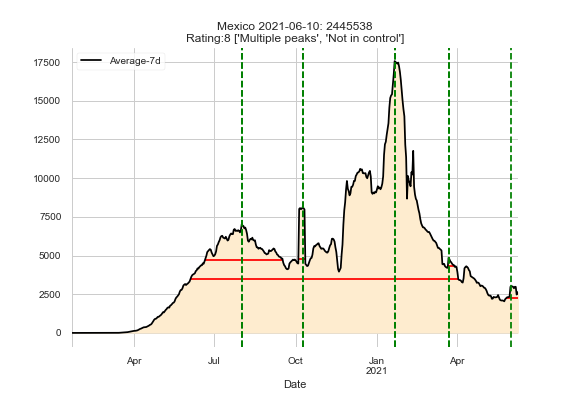 Mexico 2021-06-10: 2445538
Rating:8 ['Multiple peaks', 'Not in control']
Average-7d
17500
15000
12500
10000
7500
5000
2500
0
Apr
Jul
Oct
Jan
2021
Apr
Date